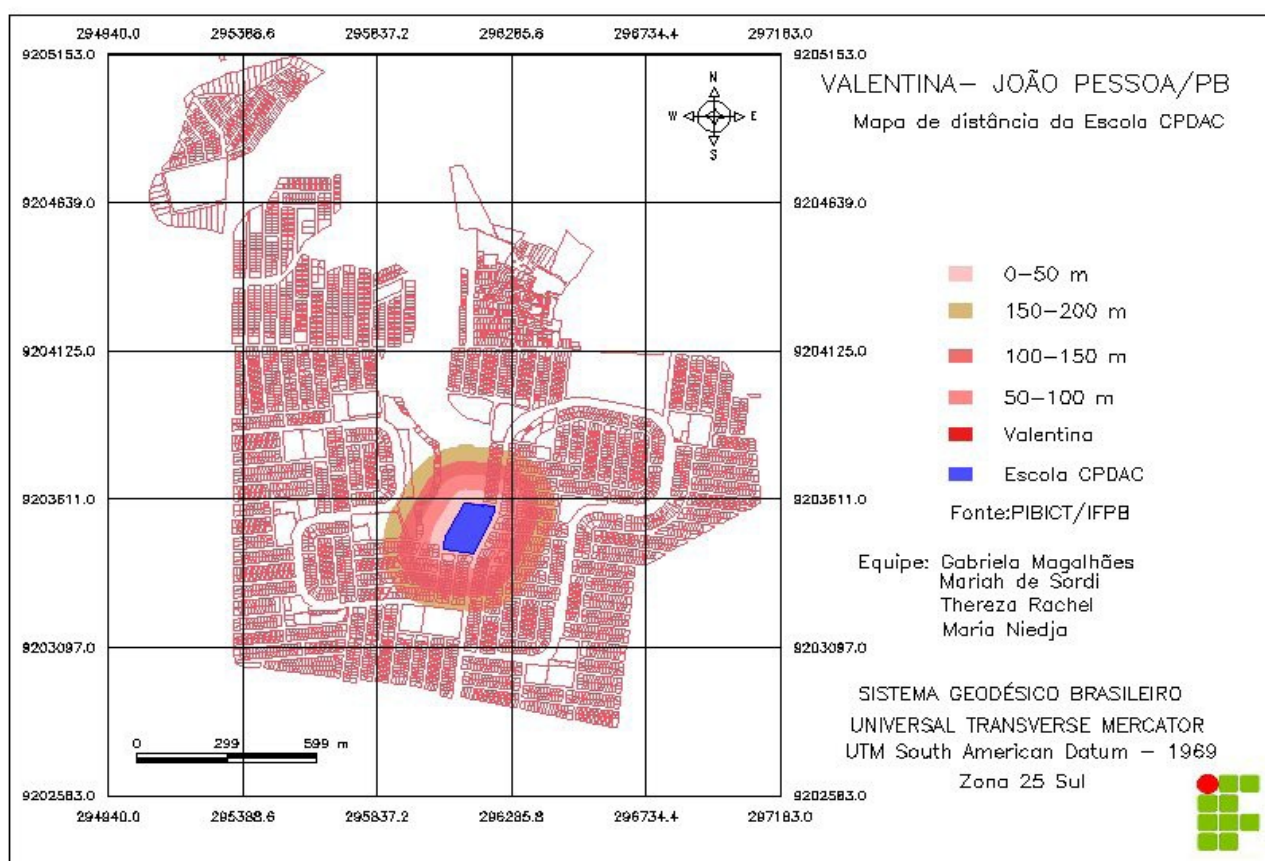 294940.0 295388.6 295837.2 296285.8 296734.4 297183.0
9205153.0 9205153.0
VALENTINA- JOÃO PESSOA/PB
Mapa de distância da Escola CPDAC
N
W E
S
9204639.0 9204639.0
0-50 m
150-200 m
9204125.0 9204125.0
100-150 m
50-100 m
Valentina
Escola CPDAC
9203611.0 9203611.0
Fonte:PIBICT/IFPB
Equipe: Gabriela Magalhães
Mariah de Sordi
Thereza Rachel
Maria Niedja
9203097.0 9203097.0
SISTEMA GEODÉSICO BRASILEIRO
UNIVERSAL TRANSVERSE MERCATOR
UTM South American Datum - 1969
Zona 25 Sul
0 299 599 m
9202583.0 9202583.0
294940.0 295388.6 295837.2 296285.8 296734.4 297183.0